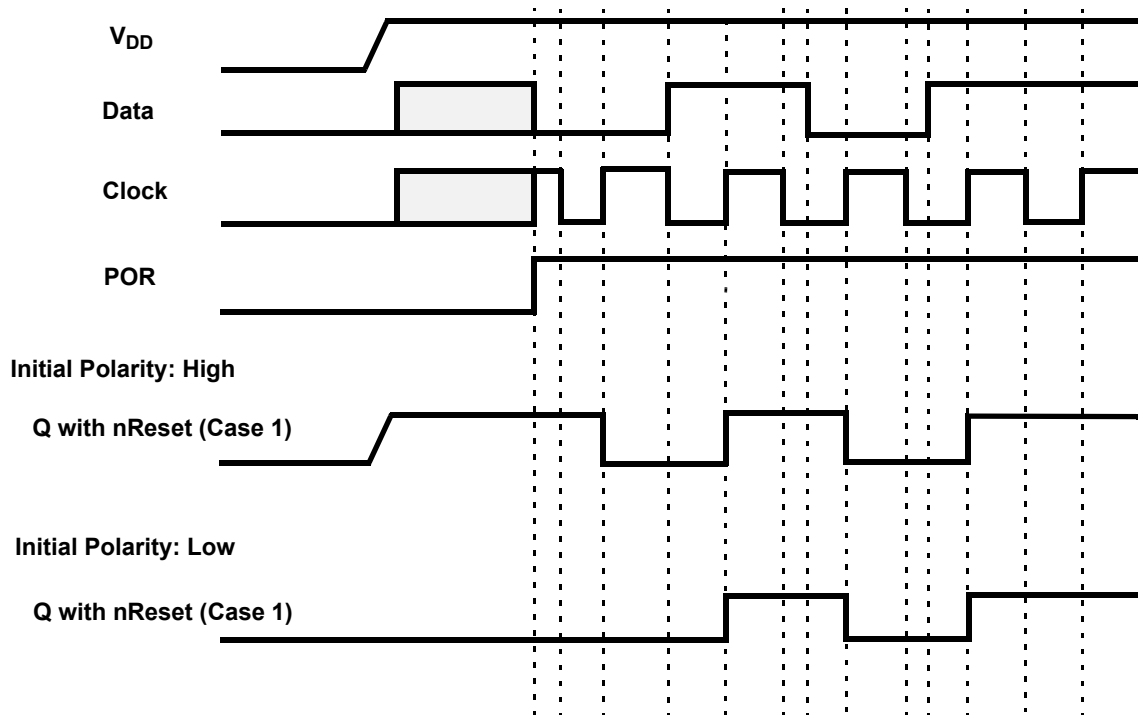 VDD
Data
Clock
POR
Initial Polarity: High
Q with nReset (Case 1)
Initial Polarity: Low
Q with nReset (Case 1)